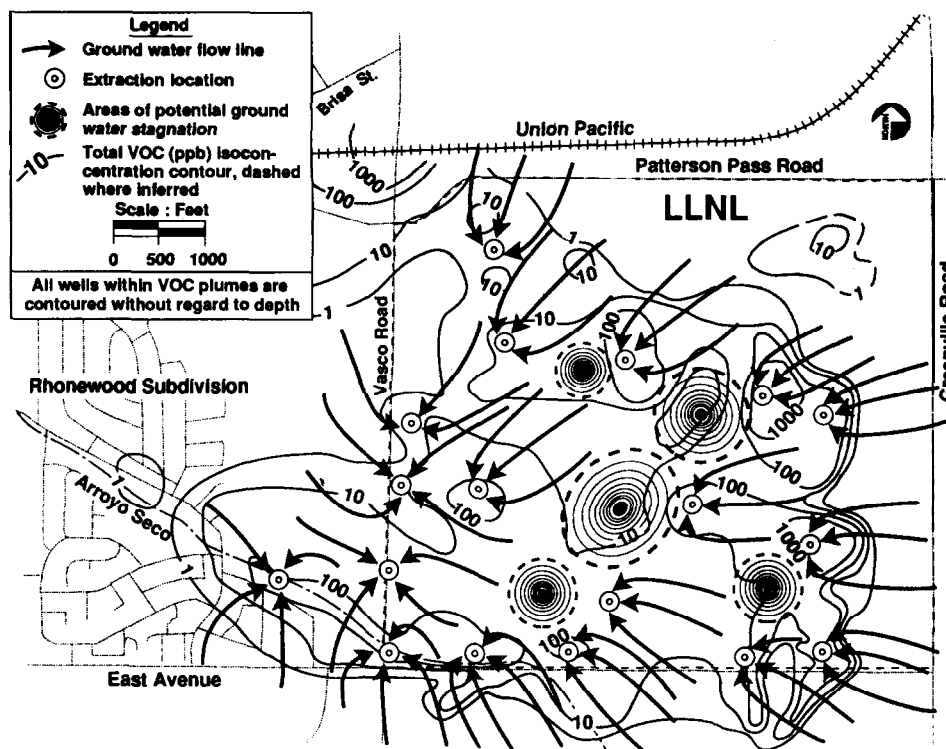 Legend
Ground water flow line
Extraction location
Areas of potential ground
water stagnation
-10
Total VOC (ppb) isocon-
centration contour, dashed
where inferred
Scale : Feet
0 500 1000
All wells within VOC plumes are
contoured without regard to depth
Brisa St.
Union Pacific
Patterson Pass Road
LLNL
1000
100
10
1
10
10
1
10
10
1
10
100
Vasco Road
Rhonewood Subdivision
1000
100
1
Arroyo Seco
10
100
100
10
1000
1
100
100
East Avenue
10